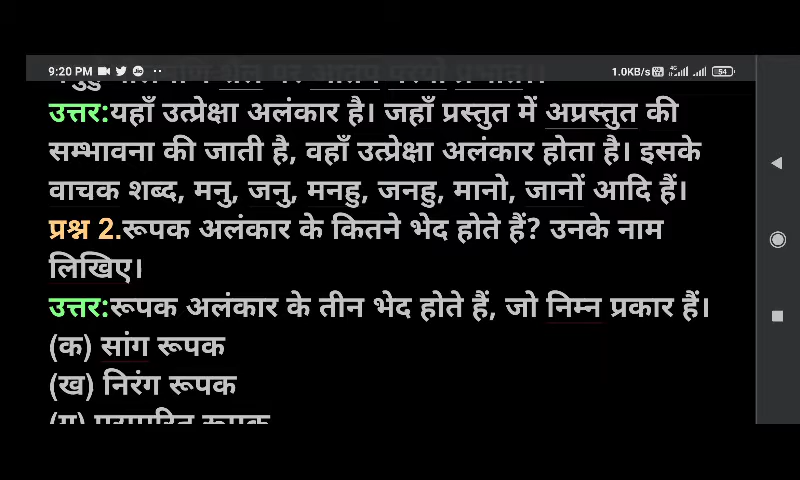 9:20 PM 1.0KB/s 4G 54
उत्तर:यहाँ उत्प्रेक्षा अलंकार है। जहाँ प्रस्तुत में अप्रस्तुत की
सम्भावना की जाती है, वहाँ उत्प्रेक्षा अलंकार होता है। इसके
वाचक शब्द, मनु, जनु, मनहु, जनहु, मानो, जानों आदि हैं।
प्रश्न 2.रूपक अलंकार के कितने भेद होते हैं? उनके नाम
लिखिए।
उत्तर:रूपक अलंकार के तीन भेद होते हैं, जो निम्न प्रकार हैं।
(क) सांग रूपक
(ख) निरंग रूपक